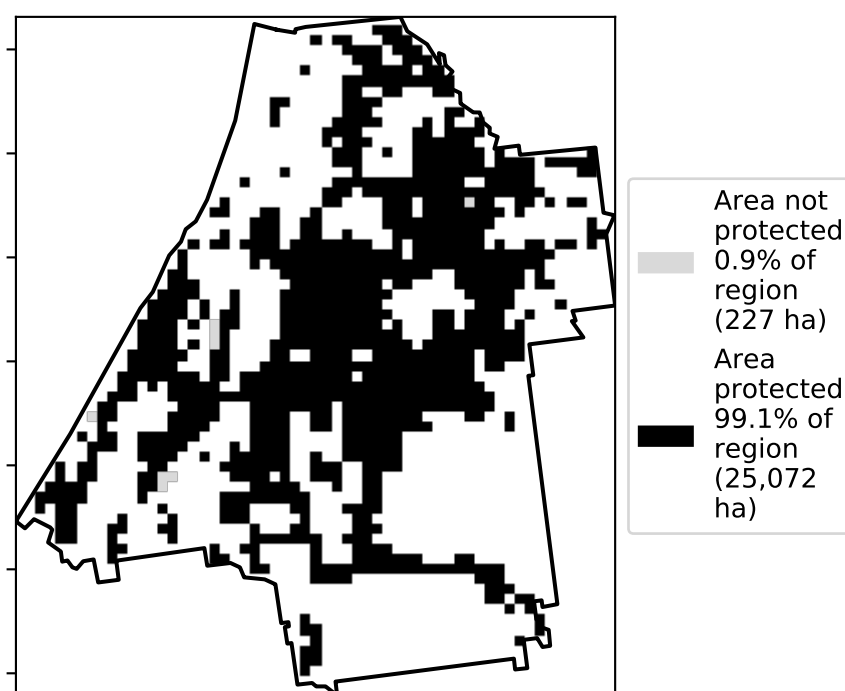 Area not
protected
0.9% of
region
(227 ha)
Area
protected
99.1% of
region
(25,072
ha)